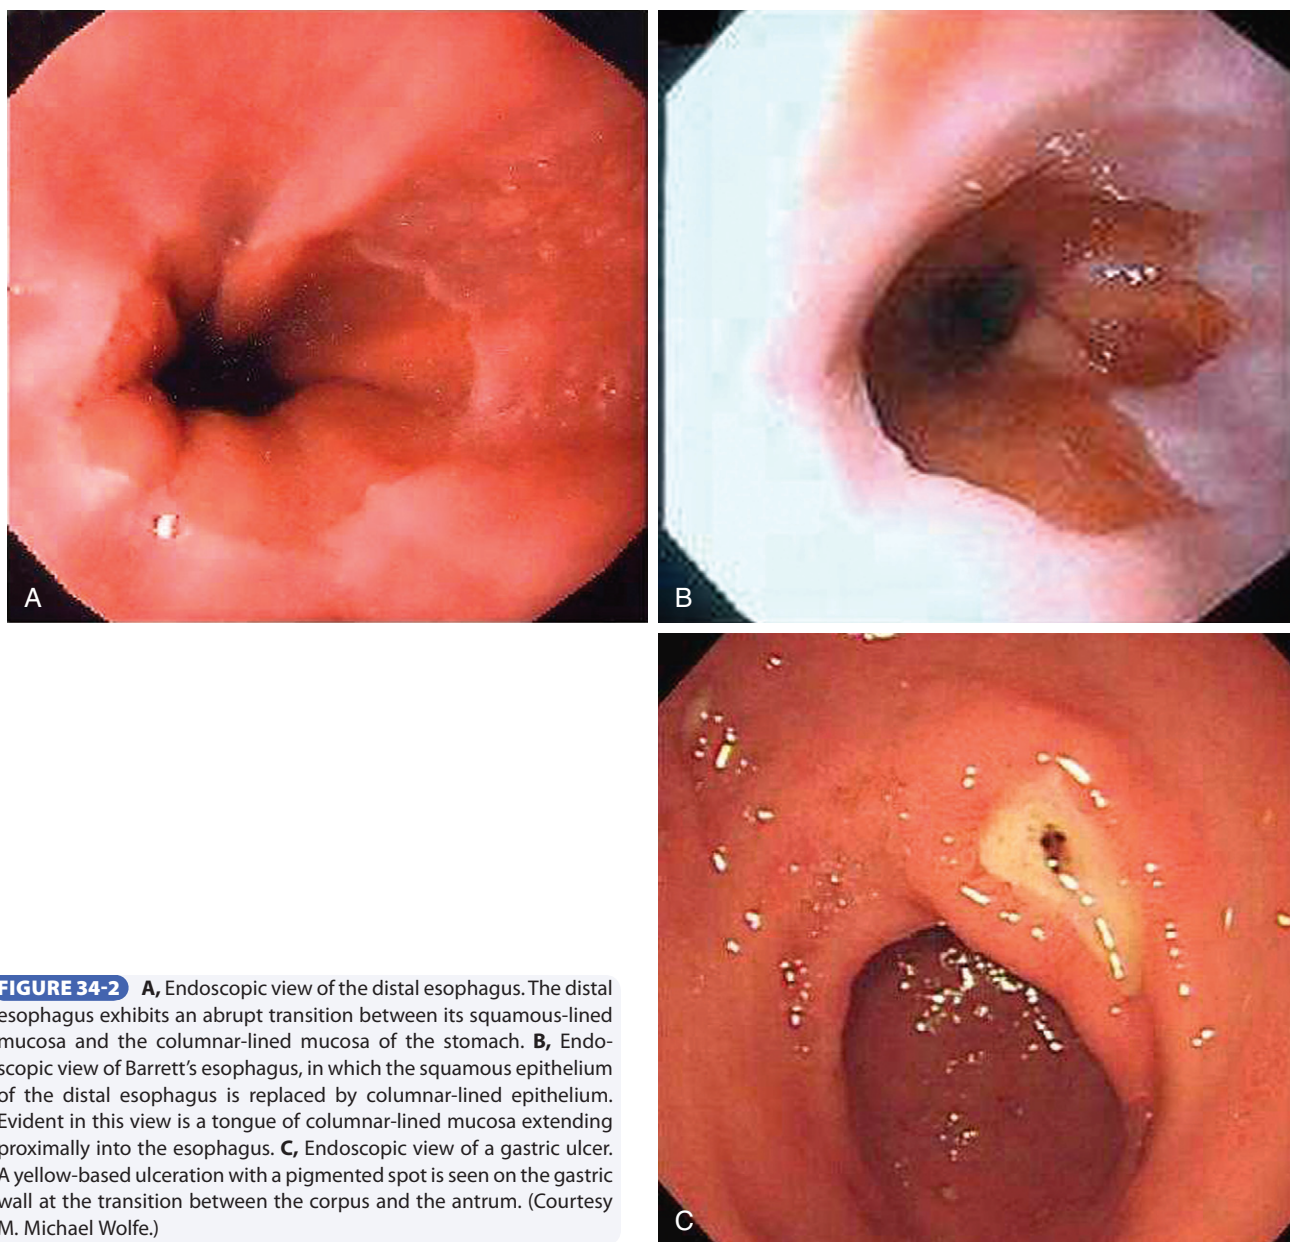 A
B
FIGURE 34-2 A, Endoscopic view of the distal esophagus. The distal
esophagus exhibits an abrupt transition between its squamous-lined
mucosa and the columnar-lined mucosa of the stomach. B, Endo-
scopic view of Barrett's esophagus, in which the squamous epithelium
of the distal esophagus is replaced by columnar-lined epithelium.
Evident in this view is a tongue of columnar-lined mucosa extending
proximally into the esophagus. C, Endoscopic view of a gastric ulcer.
A yellow-based ulceration with a pigmented spot is seen on the gastric
wall at the transition between the corpus and the antrum. (Courtesy
M. Michael Wolfe.)
C